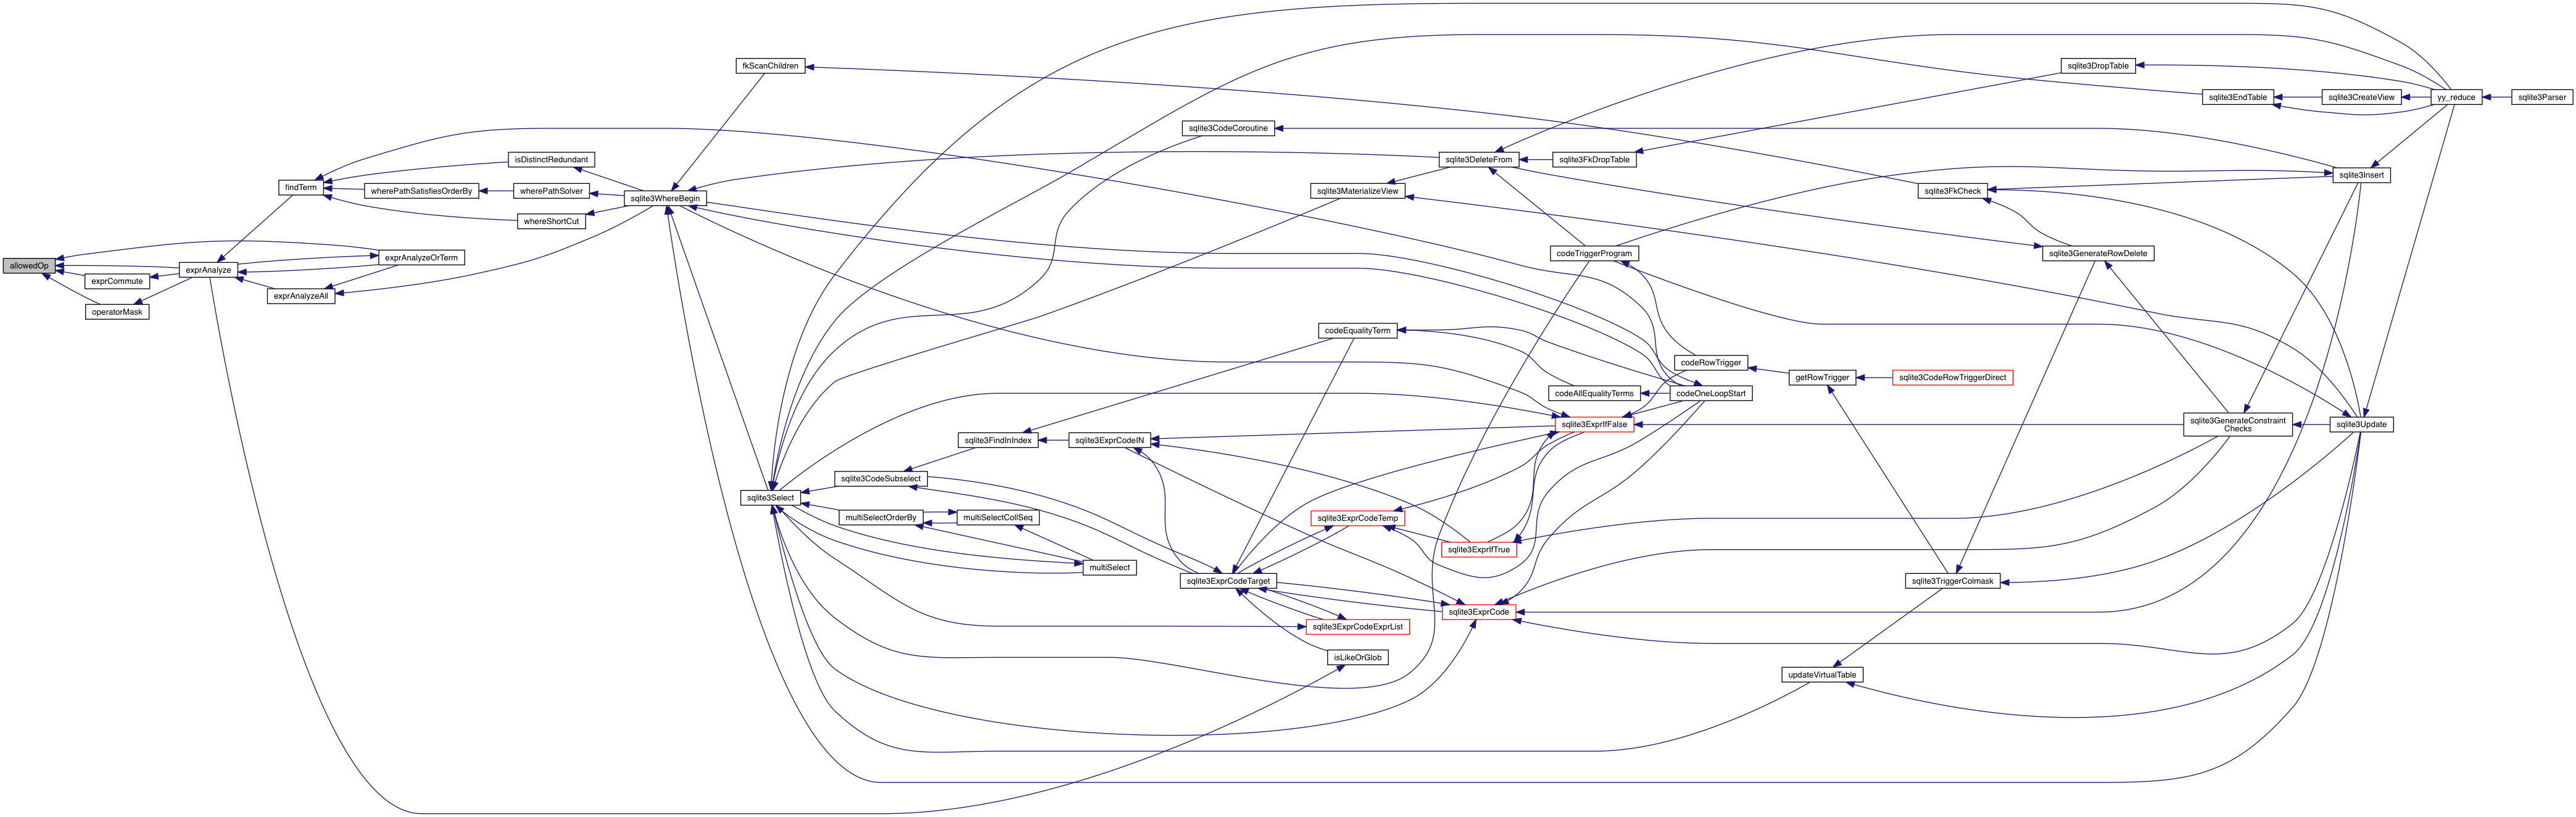 allowedOp
exprCommute
operatorMask
exprAnalyze
findTerm
exprAnalyzeAll
exprAnalyzeOrTerm
isDistinctRedundant
wherePathSatisfiesOrderBy
wherePathSolver
whereShortCut
sqlite3WhereBegin
fkScanChildren
sqlite3Select
sqlite3CodeSubselect
multiSelectOrderBy
sqlite3FindInIndex
multiSelectCollSeq
sqlite3ExprCodeIN
multiSelect
sqlite3CodeCoroutine
sqlite3ExprCodeTarget
sqlite3MaterializeView
codeEqualityTerm
sqlite3ExprCodeTemp
sqlite3ExprCodeExprList
isLikeOrGlob
sqlite3DeleteFrom
sqlite3ExprIfTrue
sqlite3ExprCode
sqlite3FkDropTable
codeTriggerProgram
codeAllEqualityTerms
sqlite3ExprIfFalse
codeRowTrigger
codeOneLoopStart
getRowTrigger
updateVirtualTable
sqlite3FkCheck
sqlite3CodeRowTriggerDirect
sqlite3TriggerColmask
sqlite3DropTable
sqlite3GenerateRowDelete
sqlite3EndTable
sqlite3GenerateConstraint
Checks
sqlite3CreateView
sqlite3Insert
sqlite3Update
yy_reduce
sqlite3Parser